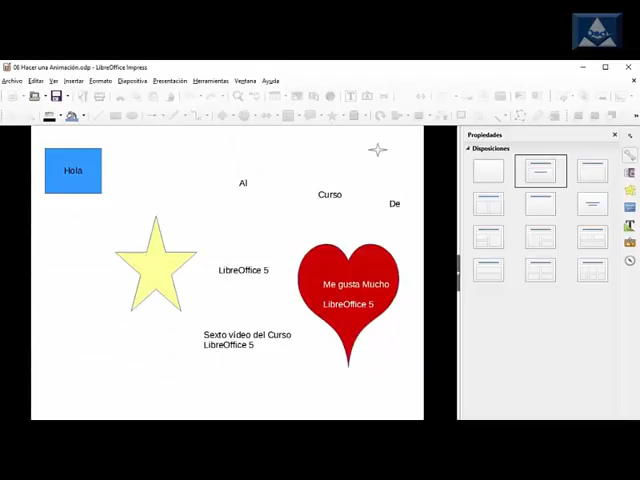 06 Hacer una Animación.odp - LibreOffice Impress
Archivo Editar Ver Insertar Formato Diapositiva Presentación Herramientas Ventana Ayuda
Propiedades
Disposiciones
Hola
Al
Curso
De
LibreOffice 5
Me gusta Mucho
LibreOffice 5
Sexto vídeo del Curso
LibreOffice 5